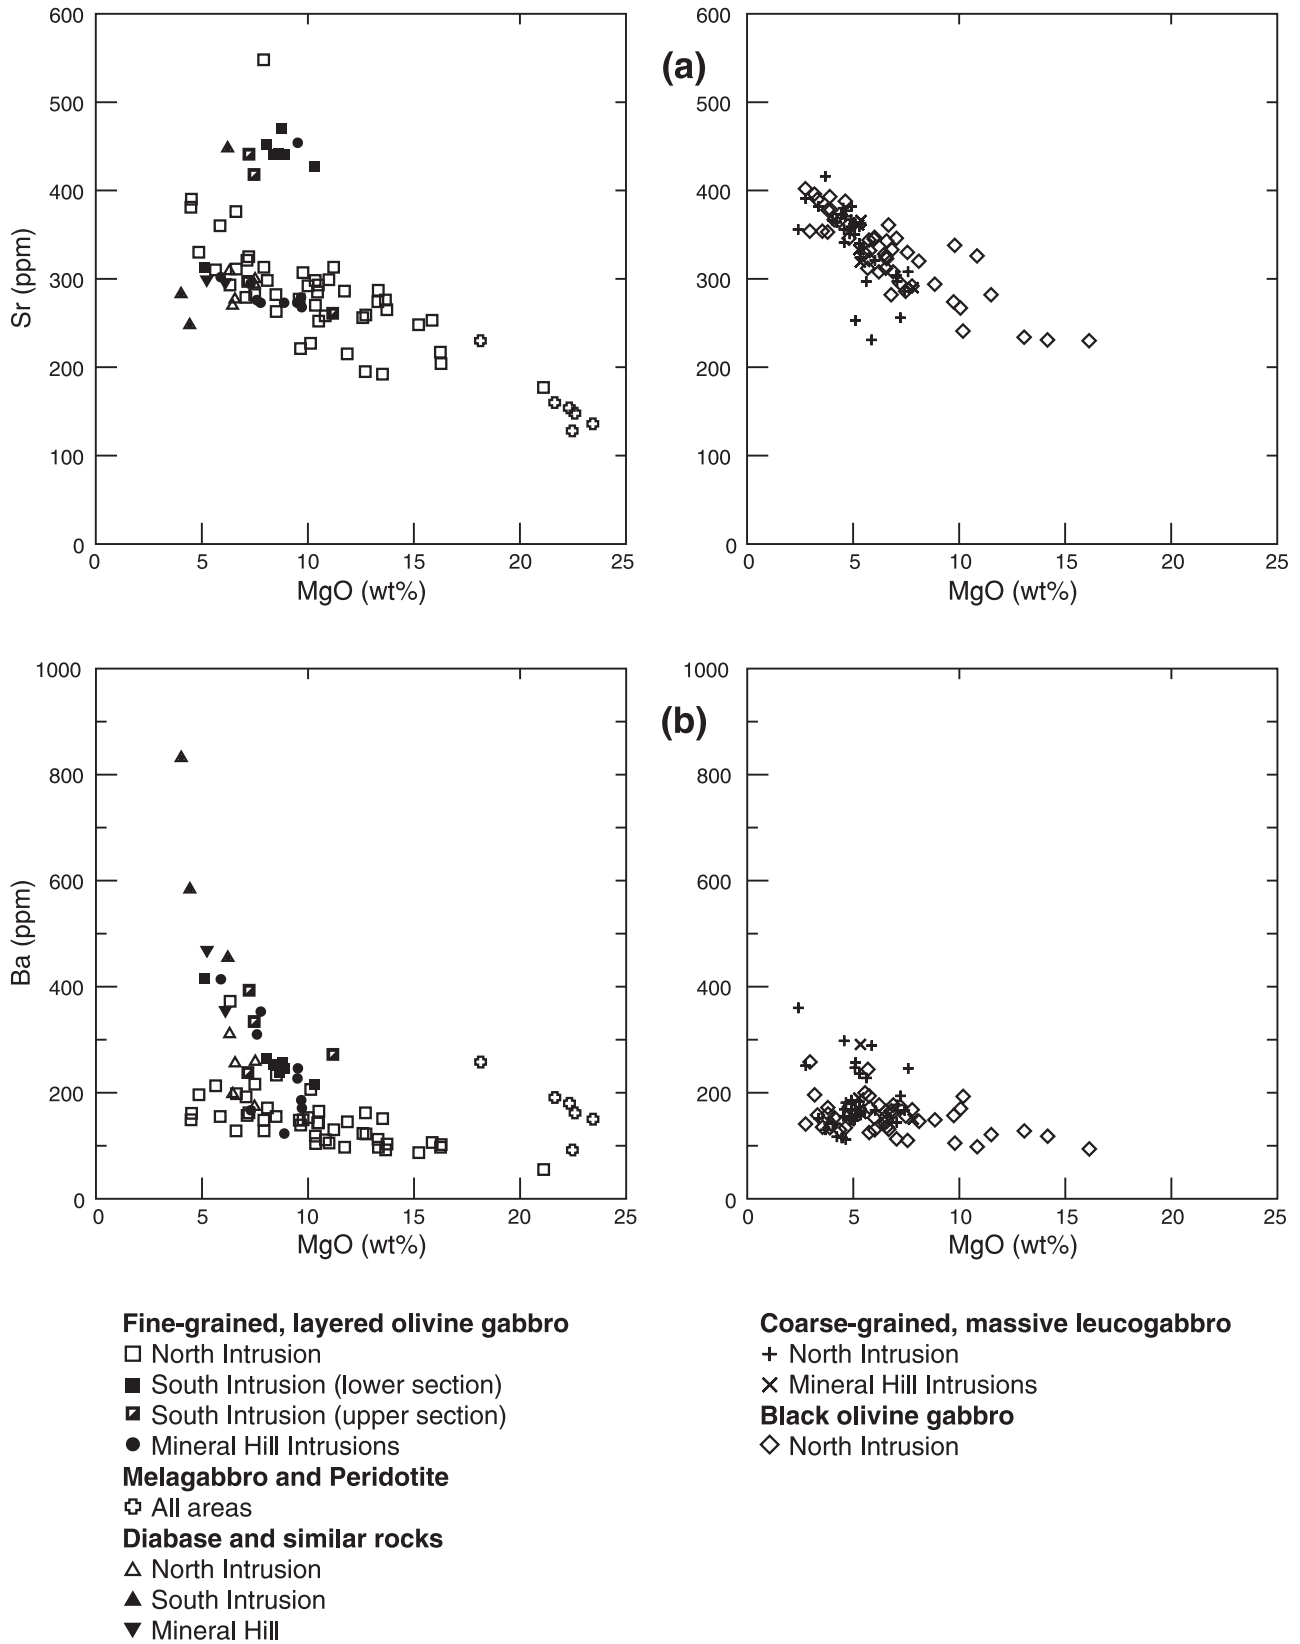 (a)
600
500
400
300
200
100
0
Sr (ppm)
0 5 10 15 20 25
MgO (wt%)
600
500
400
300
200
100
0
0 5 10 15 20 25
MgO (wt%)
(b)
1000
800
600
400
200
0
Ba (ppm)
0 5 10 15 20 25
MgO (wt%)
1000
800
600
400
200
0
0 5 10 15 20 25
MgO (wt%)
Fine-grained, layered olivine gabbro
North Intrusion
South Intrusion (lower section)
South Intrusion (upper section)
Mineral Hill Intrusions
Melagabbro and Peridotite
All areas
Diabase and similar rocks
North Intrusion
South Intrusion
Mineral Hill
Coarse-grained, massive leucogabbro
North Intrusion
Mineral Hill Intrusions
Black olivine gabbro
North Intrusion